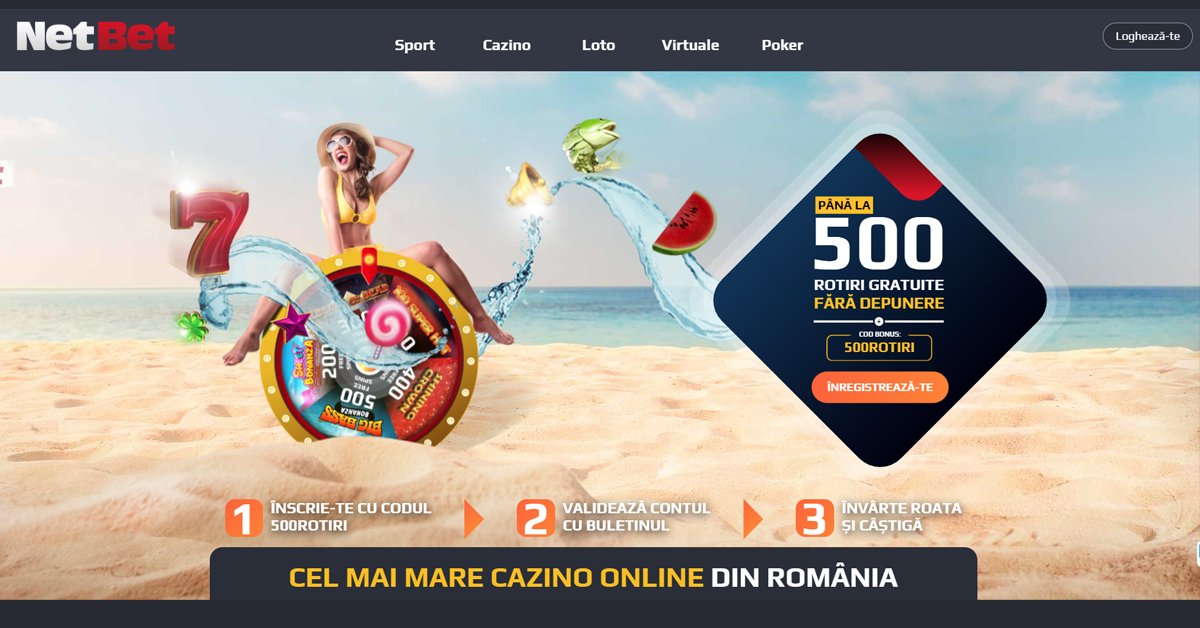 NetBet
Sport Cazino Loto Virtuale Poker
Loghează-te
PÂNĂ LA
500
ROTIRI GRATUITE
FĂRĂ DEPUNERE
COD BONUS:
500ROTIRI
ÎNREGISTREAZĂ-TE
7
SWEET
BONANZA
200
FREE
SPINS
500
BIG BASS
BONANZA
400
SHINING
CROWN
1 ÎNSCRIE-TE CU CODUL
500ROTIRI
2 VALIDEAZĂ CONTUL
CU BULETINUL
3 ÎNVÂRTE ROATA
ȘI CÂȘTIGĂ
CEL MAI MARE CAZINO ONLINE DIN ROMÂNIA